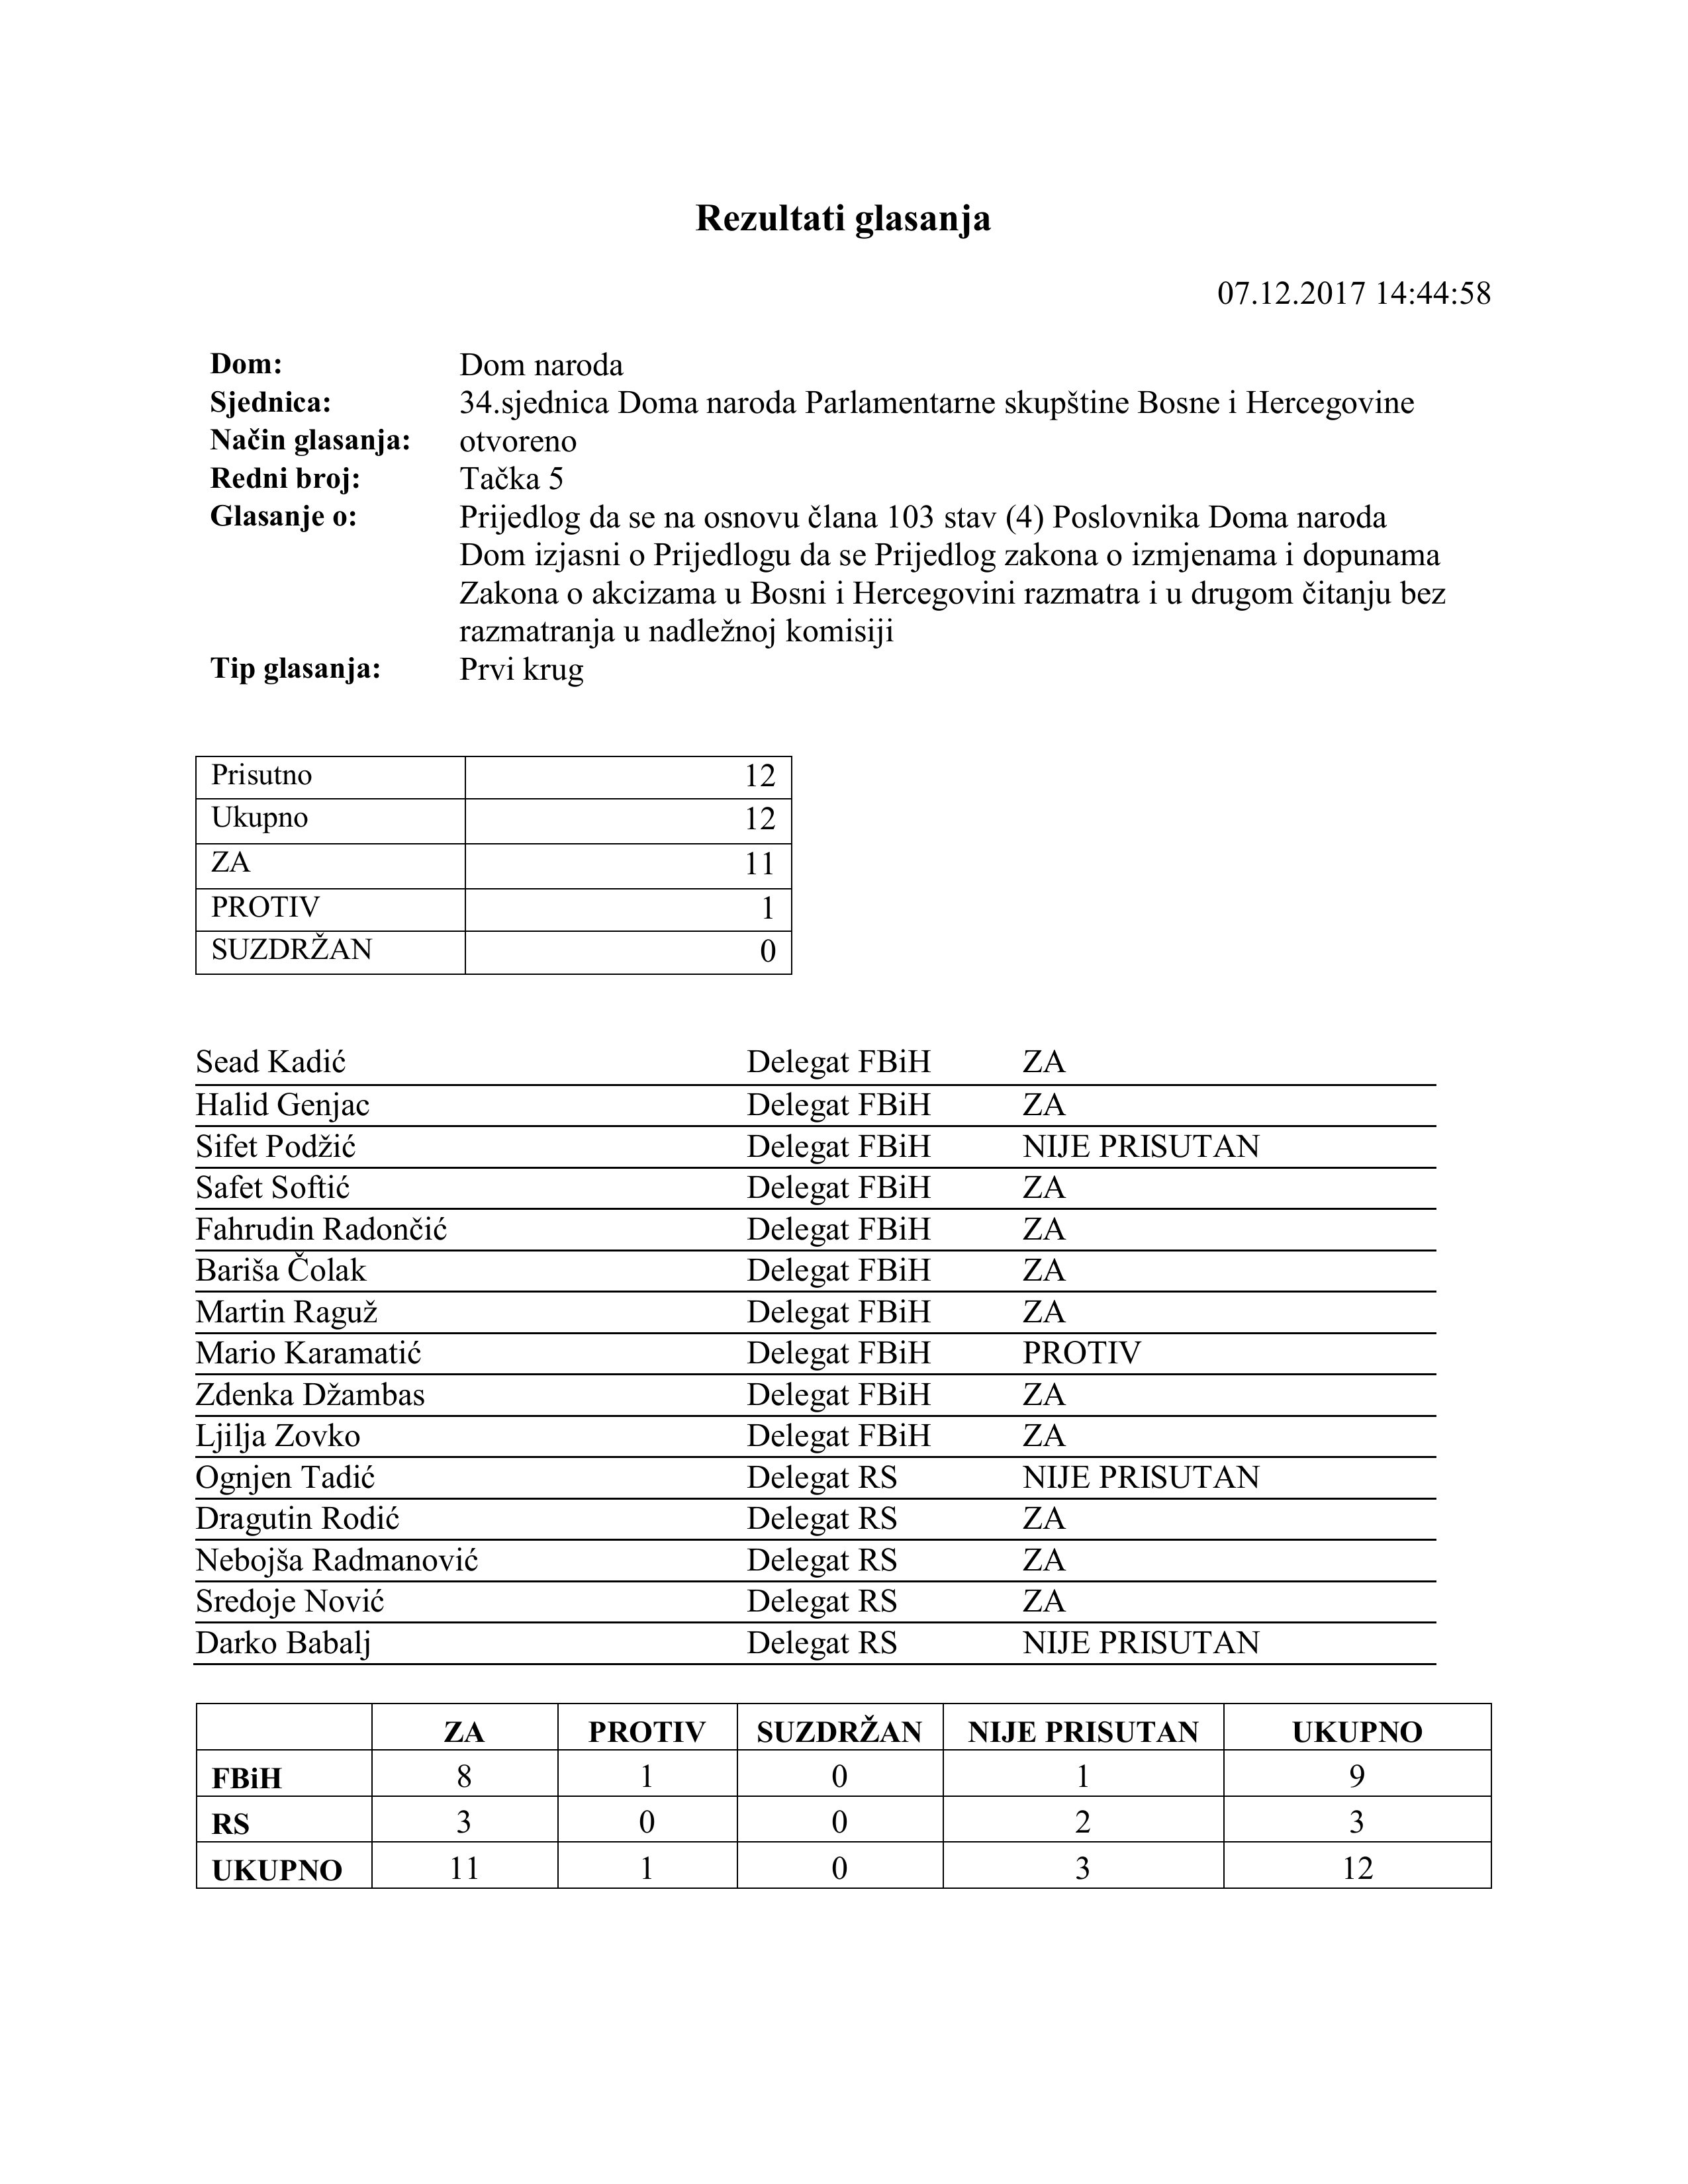 Rezultati glasanja
07.12.2017 14:44:58
Dom: Dom naroda
Sjednica: 34.sjednica Doma naroda Parlamentarne skupštine Bosne i Hercegovine
Način glasanja: otvoreno
Redni broj: Tačka 5
Glasanje o: Prijedlog da se na osnovu člana 103 stav (4) Poslovnika Doma naroda
Dom izjasni o Prijedlogu da se Prijedlog zakona o izmjenama i dopunama
Zakona o akcizama u Bosni i Hercegovini razmatra i u drugom čitanju bez
razmatranja u nadležnoj komisiji
Tip glasanja: Prvi krug
Prisutno 12
Ukupno 12
ZA 11
PROTIV 1
SUZDRŽAN 0
Sead Kadić Delegat FBiH ZA
Halid Genjac Delegat FBiH ZA
Sifet Podžić Delegat FBiH NIJE PRISUTAN
Safet Softić Delegat FBiH ZA
Fahrudin Radončić Delegat FBiH ZA
Bariša Čolak Delegat FBiH ZA
Martin Raguž Delegat FBiH ZA
Mario Karamatić Delegat FBiH PROTIV
Zdenka Džambas Delegat FBiH ZA
Ljilja Zovko Delegat FBiH ZA
Ognjen Tadić Delegat RS NIJE PRISUTAN
Dragutin Rodić Delegat RS ZA
Nebojša Radmanović Delegat RS ZA
Sredoje Nović Delegat RS ZA
Darko Babalj Delegat RS NIJE PRISUTAN
ZA PROTIV SUZDRŽAN NIJE PRISUTAN UKUPNO
FBiH 8 1 0 1 9
RS 3 0 0 2 3
UKUPNO 11 1 0 3 12